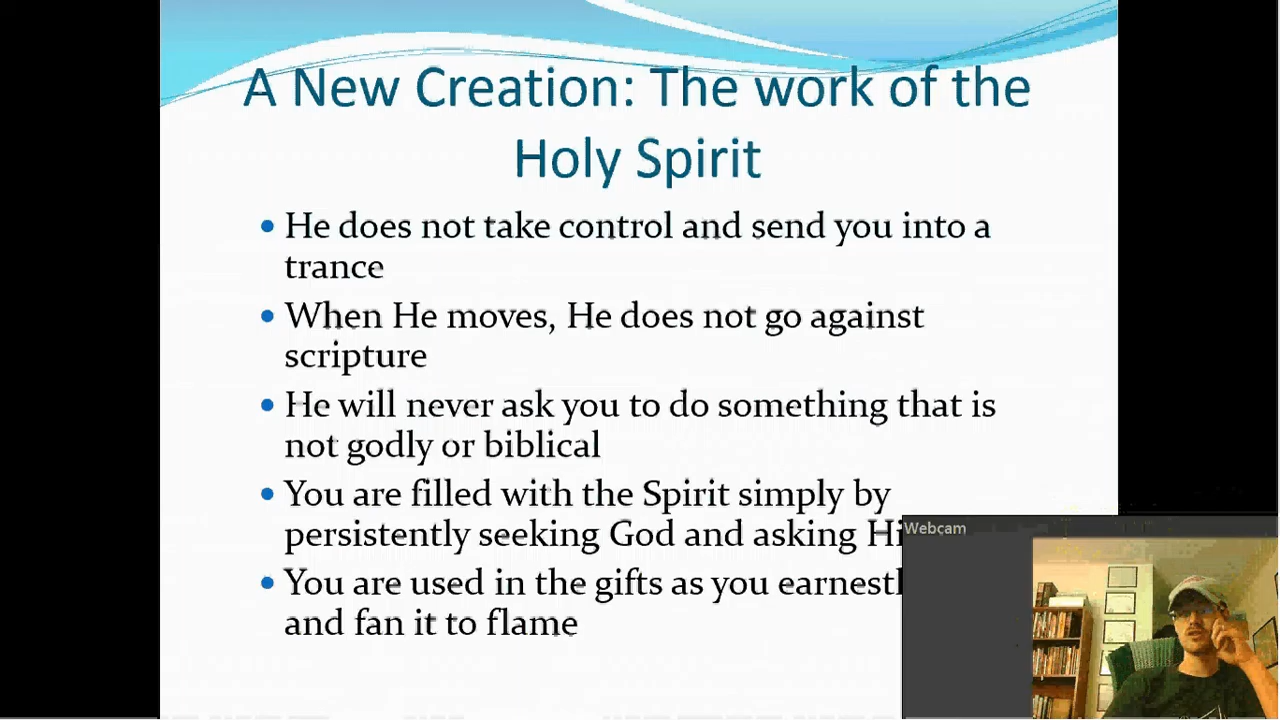 A New Creation: The work of the
Holy Spirit
• He does not take control and send you into a
trance
• When He moves, He does not go against
scripture
• He will never ask you to do something that is
not godly or biblical
• You are filled with the Spirit simply by
persistently seeking God and asking
• You are used in the gifts as you
and fan it to flame
Webcam